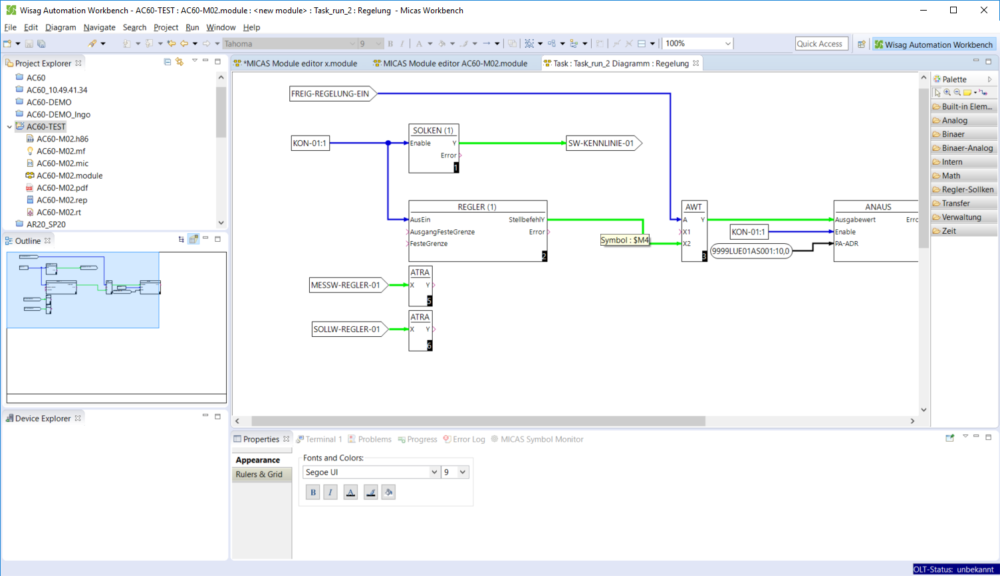 Wisag Automation Workbench - AC60-TEST : AC60-M02.module : <new module> : Task_run_2 : Regelung - Micas Workbench
File Edit Diagram Navigate Search Project Run Window Help
Tahoma 9 B I A 100% Quick Access Wisag Automation Workbench
Project Explorer
AC60
AC60_10.49.41.34
AC60-DEMO
AC60-DEMO_Ingo
AC60-TEST
AC60-M02.h86
AC60-M02.mf
AC60-M02.mic
AC60-M02.module
AC60-M02.pdf
AC60-M02.rep
AC60-M02.rt
AR20_SP20
Outline
Device Explorer
*MICAS Module editor x.module MICAS Module editor AC60-M02.module Task : Task_run_2 Diagramm : Regelung
FREIG-REGELUNG-EIN
SOLKEN (1)
KON-01:1 Enable Y SW-KENNLINIE-01
Error
1
REGLER (1) AWT ANAUS
AusEin StellbefehlY A Y Ausgabewert Errc
AusgangFesteGrenze Error X1 KON-01:1 Enable
FesteGrenze Symbol : $M4 X2 PA-ADR
9999LUE01AS001:10,0
2 3
ATRA
MESSW-REGLER-01 X Y
5
ATRA
SOLLW-REGLER-01 X Y
6
Palette
Built-in Elem...
Analog
Binaer
Binaer-Analog
Intern
Math
Regler-Sollken
Transfer
Verwaltung
Zeit
Properties Terminal 1 Problems Progress Error Log MICAS Symbol Monitor
Appearance
Rulers & Grid
Fonts and Colors:
Segoe UI 9
B I A
OLT-Status: unbekannt